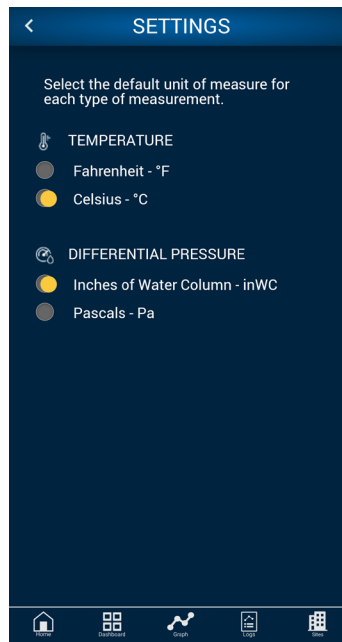 SETTINGS
Select the default unit of measure for
each type of measurement.
TEMPERATURE
Fahrenheit - °F
Celsius - °C
DIFFERENTIAL PRESSURE
Inches of Water Column - inWC
Pascals - Pa
Home Dashboard Graph Logs Sites